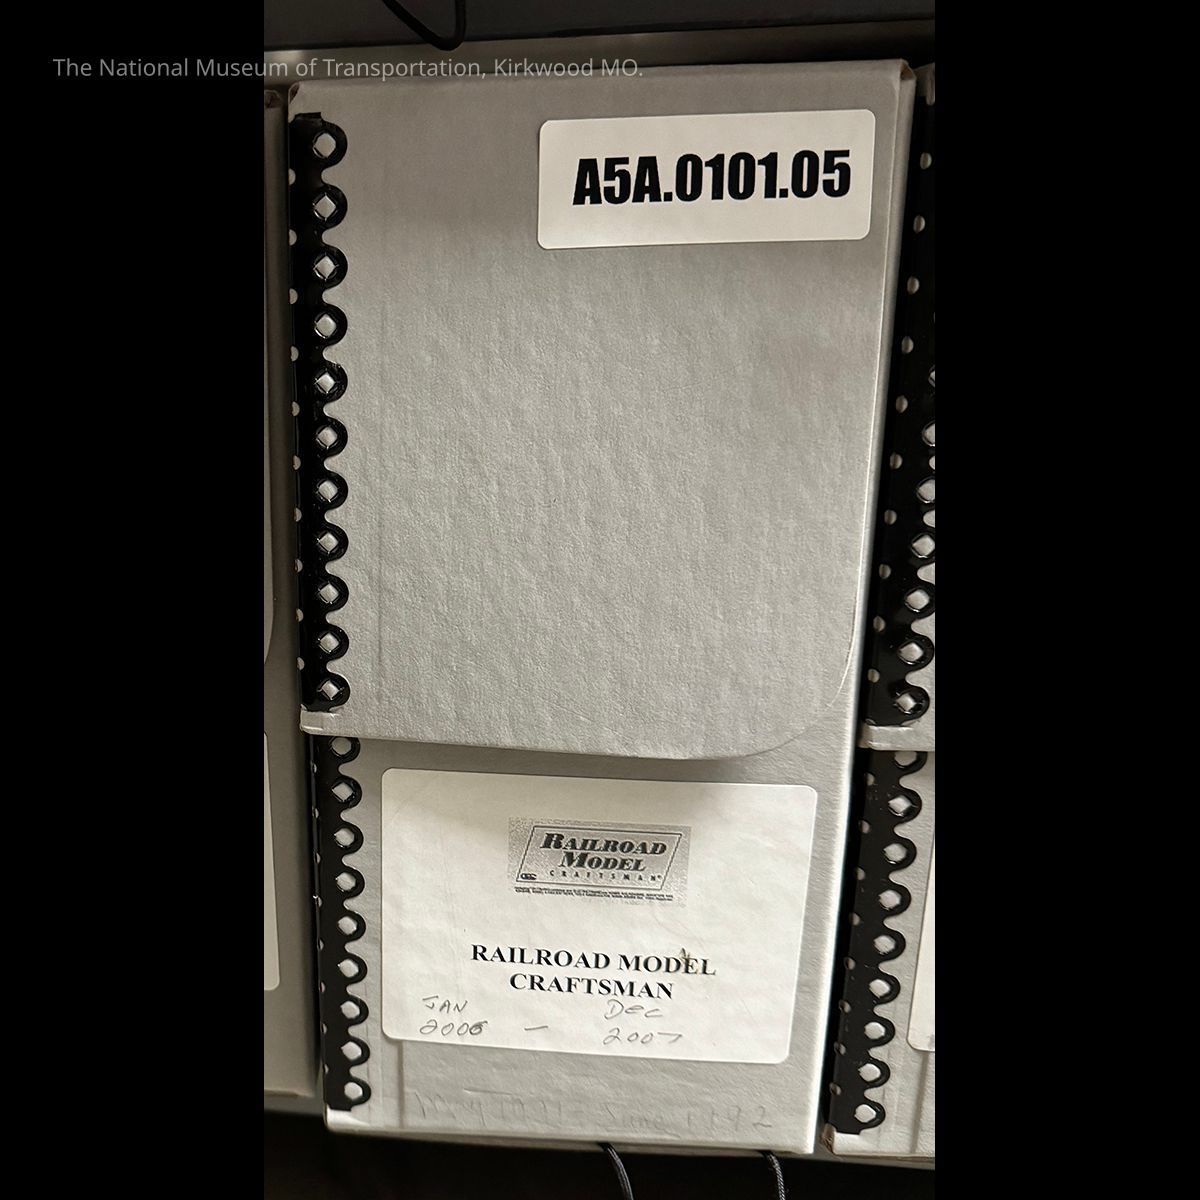 The National Museum of Transportation, Kirkwood MO.
A5A.0101.05
RAILROAD
MODEL
CRAFTSMAN
RAILROAD MODEL
CRAFTSMAN
JAN Dec
2006 — 2007